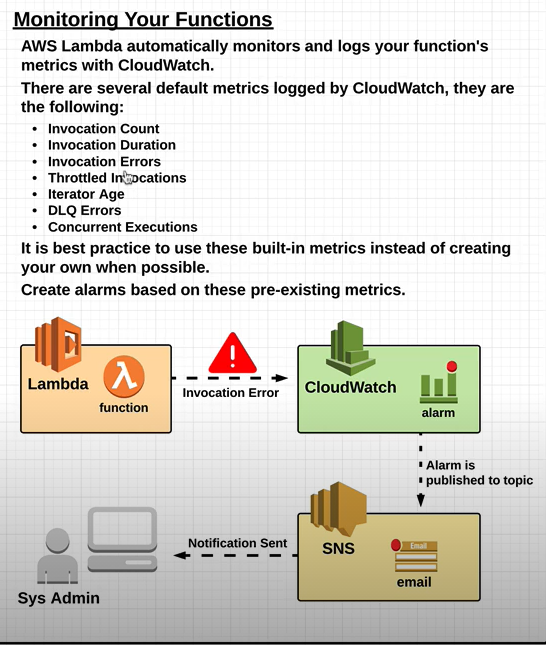 Monitoring Your Functions
AWS Lambda automatically monitors and logs your function's
metrics with CloudWatch.
There are several default metrics logged by CloudWatch, they are
the following:
• Invocation Count
• Invocation Duration
• Invocation Errors
• Throttled Invocations
• Iterator Age
• DLQ Errors
• Concurrent Executions
It is best practice to use these built-in metrics instead of creating
your own when possible.
Create alarms based on these pre-existing metrics.
Lambda
function
Invocation Error
CloudWatch
alarm
Alarm is
published to topic
SNS
Email
email
Notification Sent
Sys Admin